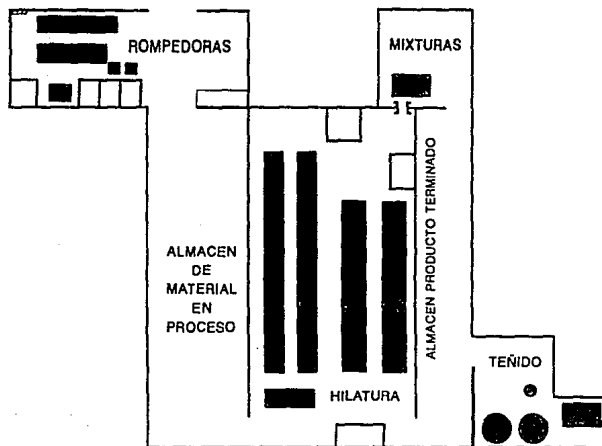 ROMPEDORAS
MIXTURAS
ALMACEN
DE
MATERIAL
EN
PROCESO
ALMACEN PRODUCTO TERMINADO
TEÑIDO
HILATURA